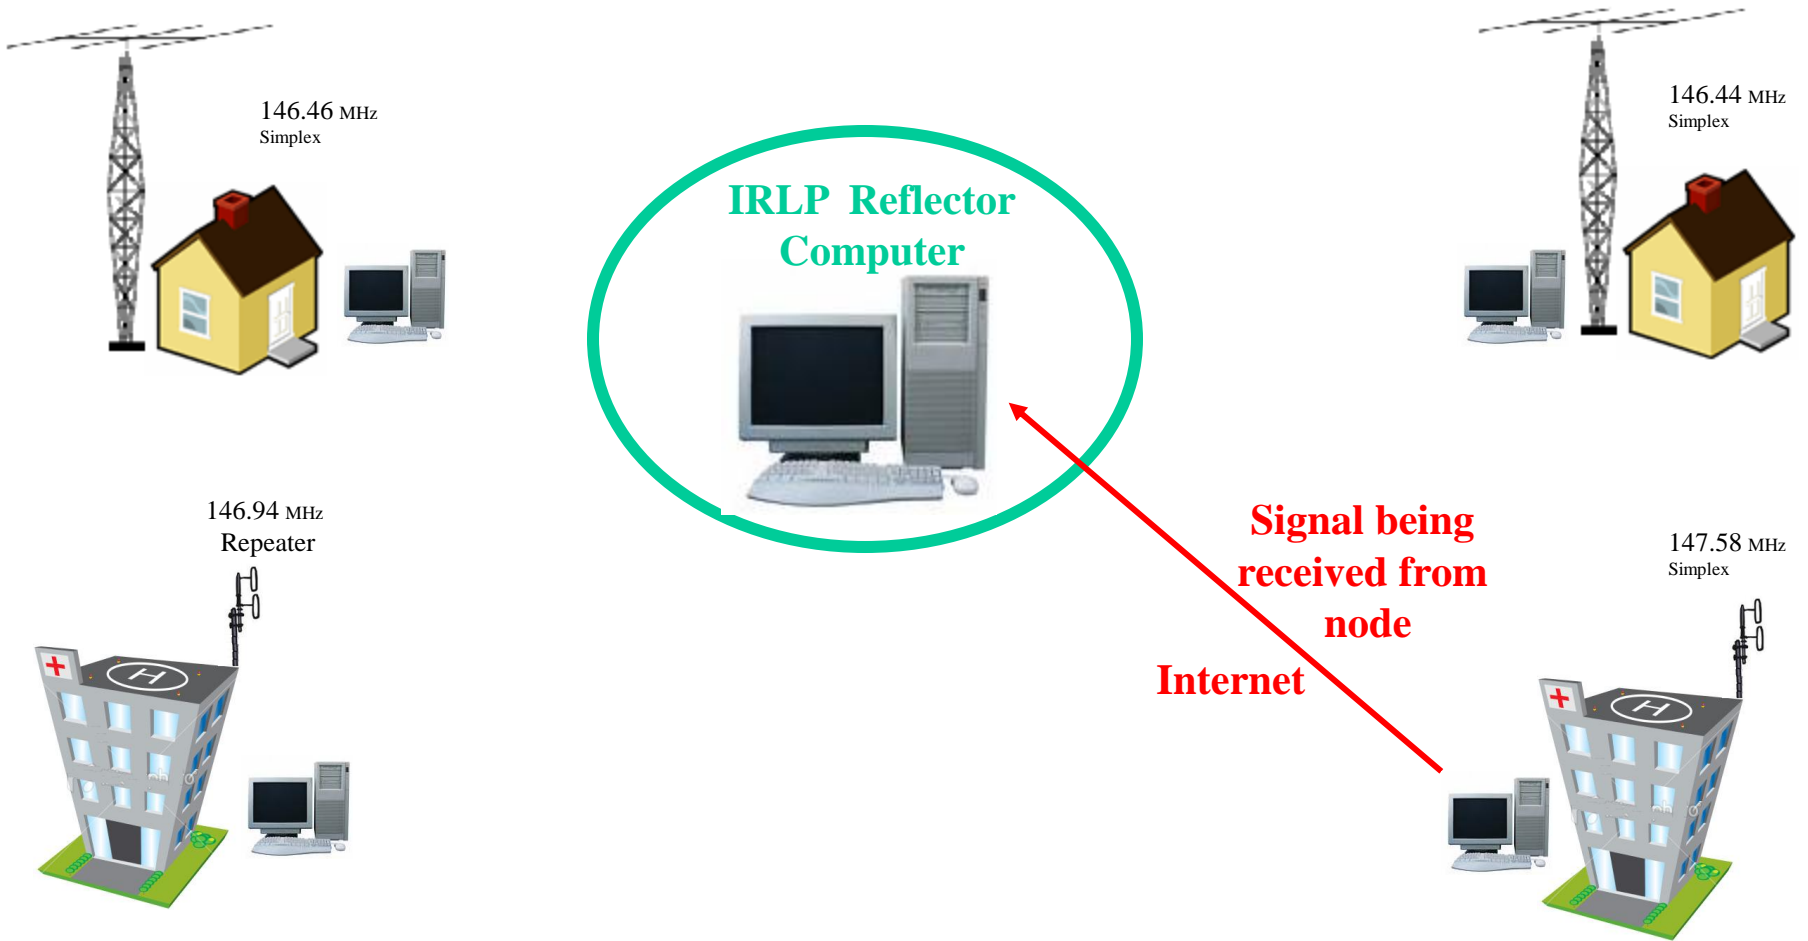 146.46 MHz
Simplex
146.44 MHz
Simplex
IRLP Reflector
Computer
146.94 MHz
Repeater
Signal being
received from
node
Internet
147.58 MHz
Simplex
H
H